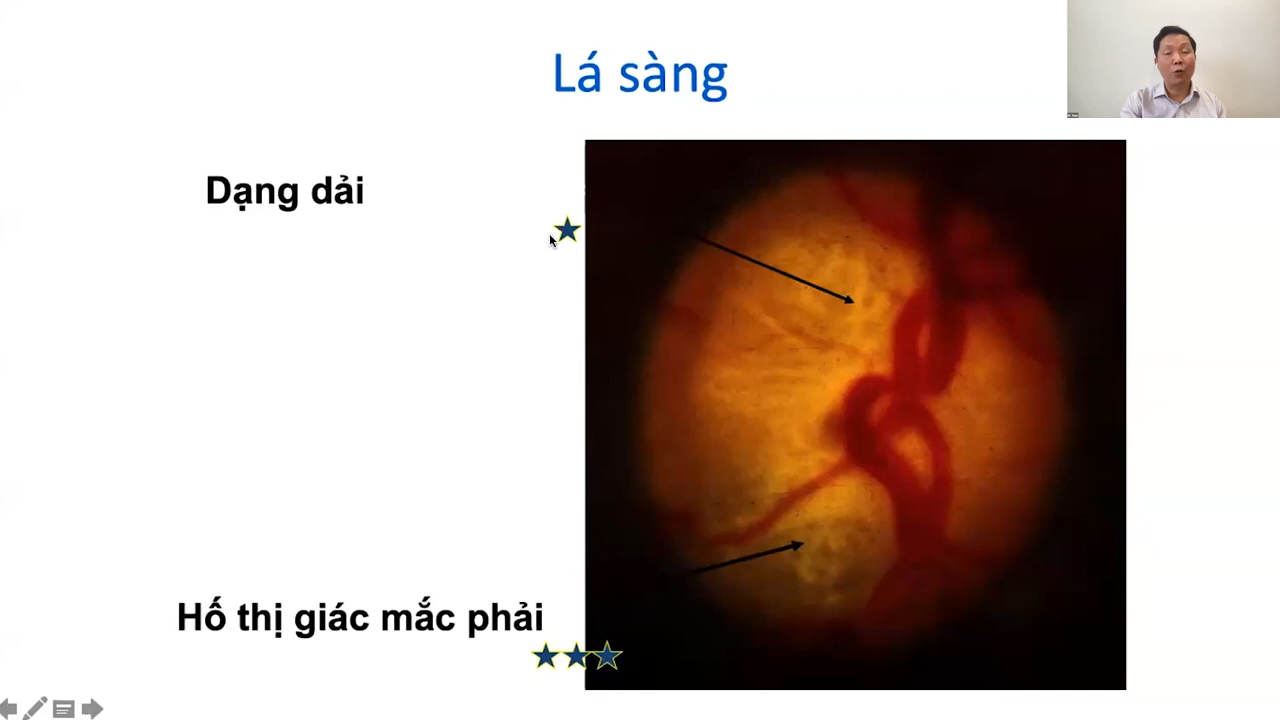 Lá sàng
Dạng dải
Hố thị giác mắc phải